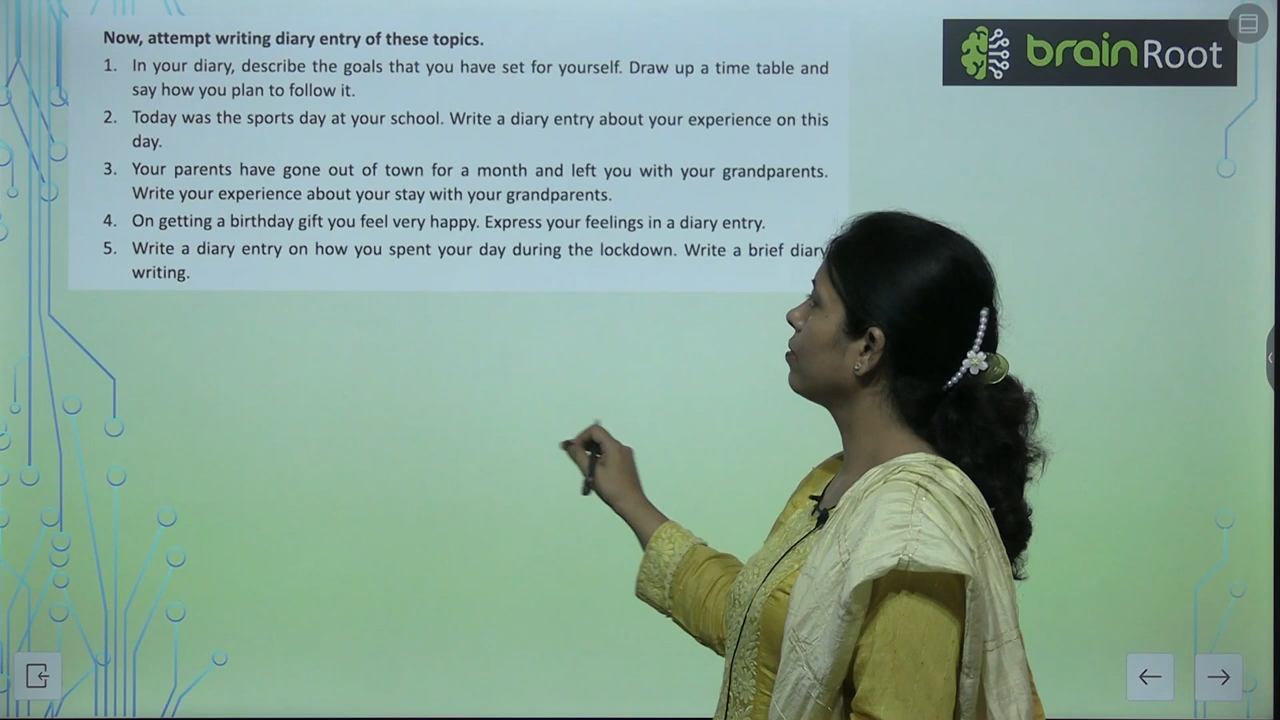 Now, attempt writing diary entry of these topics.
1. In your diary, describe the goals that you have set for yourself. Draw up a time table and
say how you plan to follow it.
2. Today was the sports day at your school. Write a diary entry about your experience on this
day.
3. Your parents have gone out of town for a month and left you with your grandparents.
Write your experience about your stay with your grandparents.
4. On getting a birthday gift you feel very happy. Express your feelings in a diary entry.
5. Write a diary entry on how you spent your day during the lockdown. Write a brief diary
writing.
brainRoot